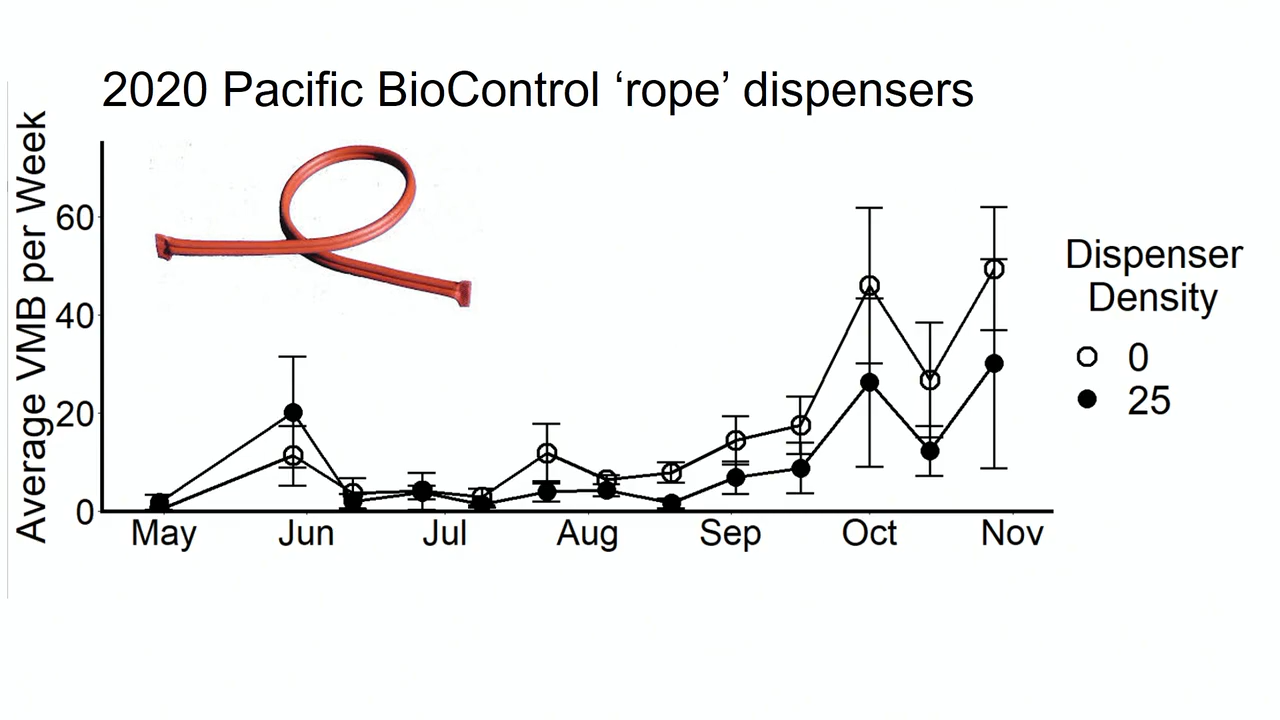 2020 Pacific BioControl ‘rope’ dispensers
Average VMB per Week
60
40
20
0
May Jun Jul Aug Sep Oct Nov
Dispenser
Density
0
25